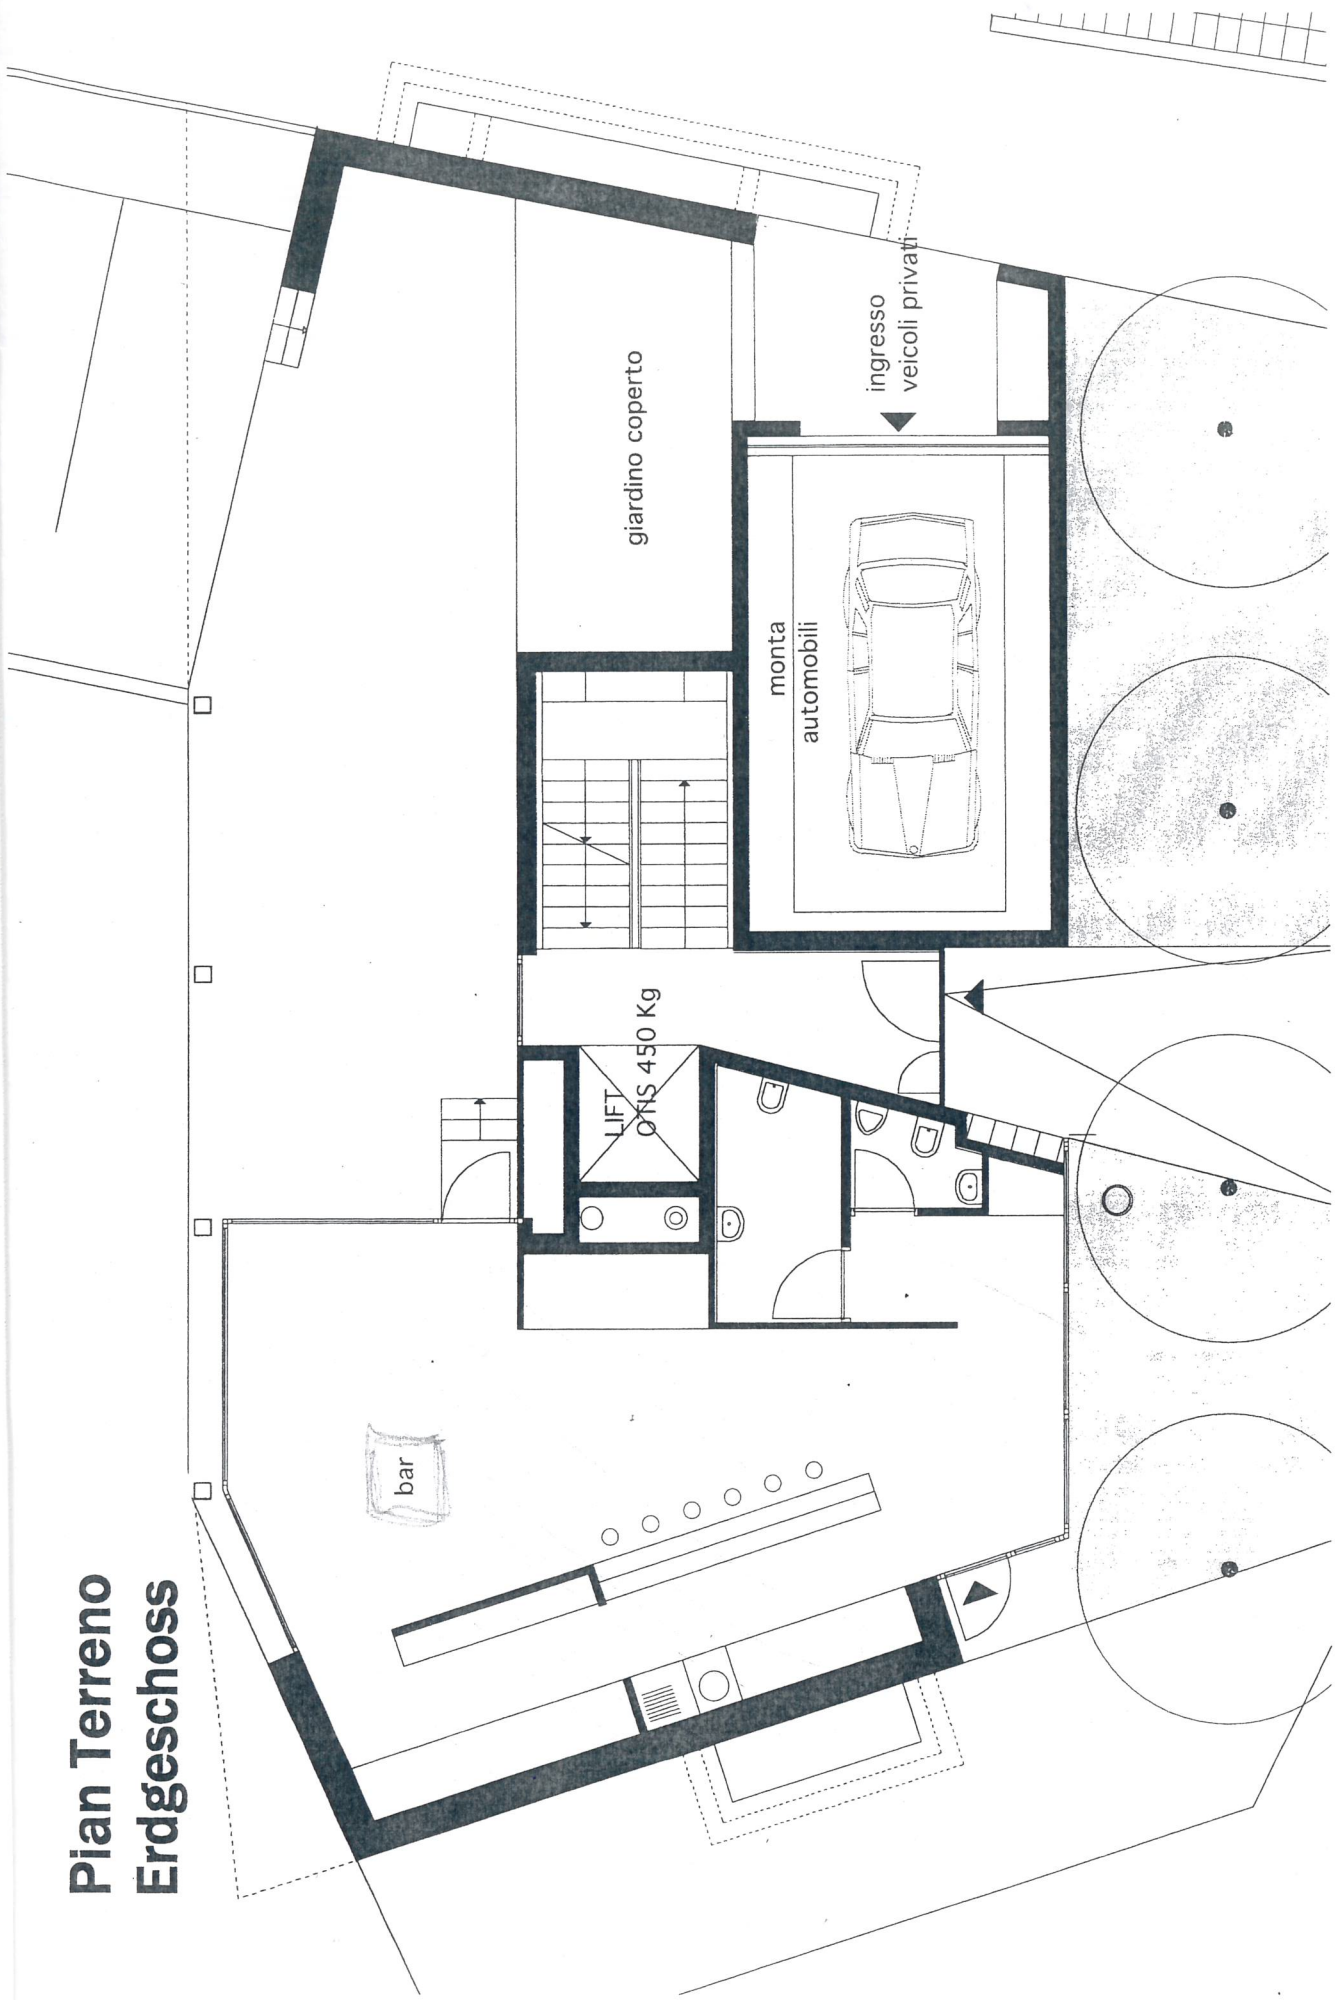 Pian Terreno
Erdgeschoss
bar
LIFT
OTIS 450 Kg
giardino coperto
monta
automobili
ingresso
veicoli privati